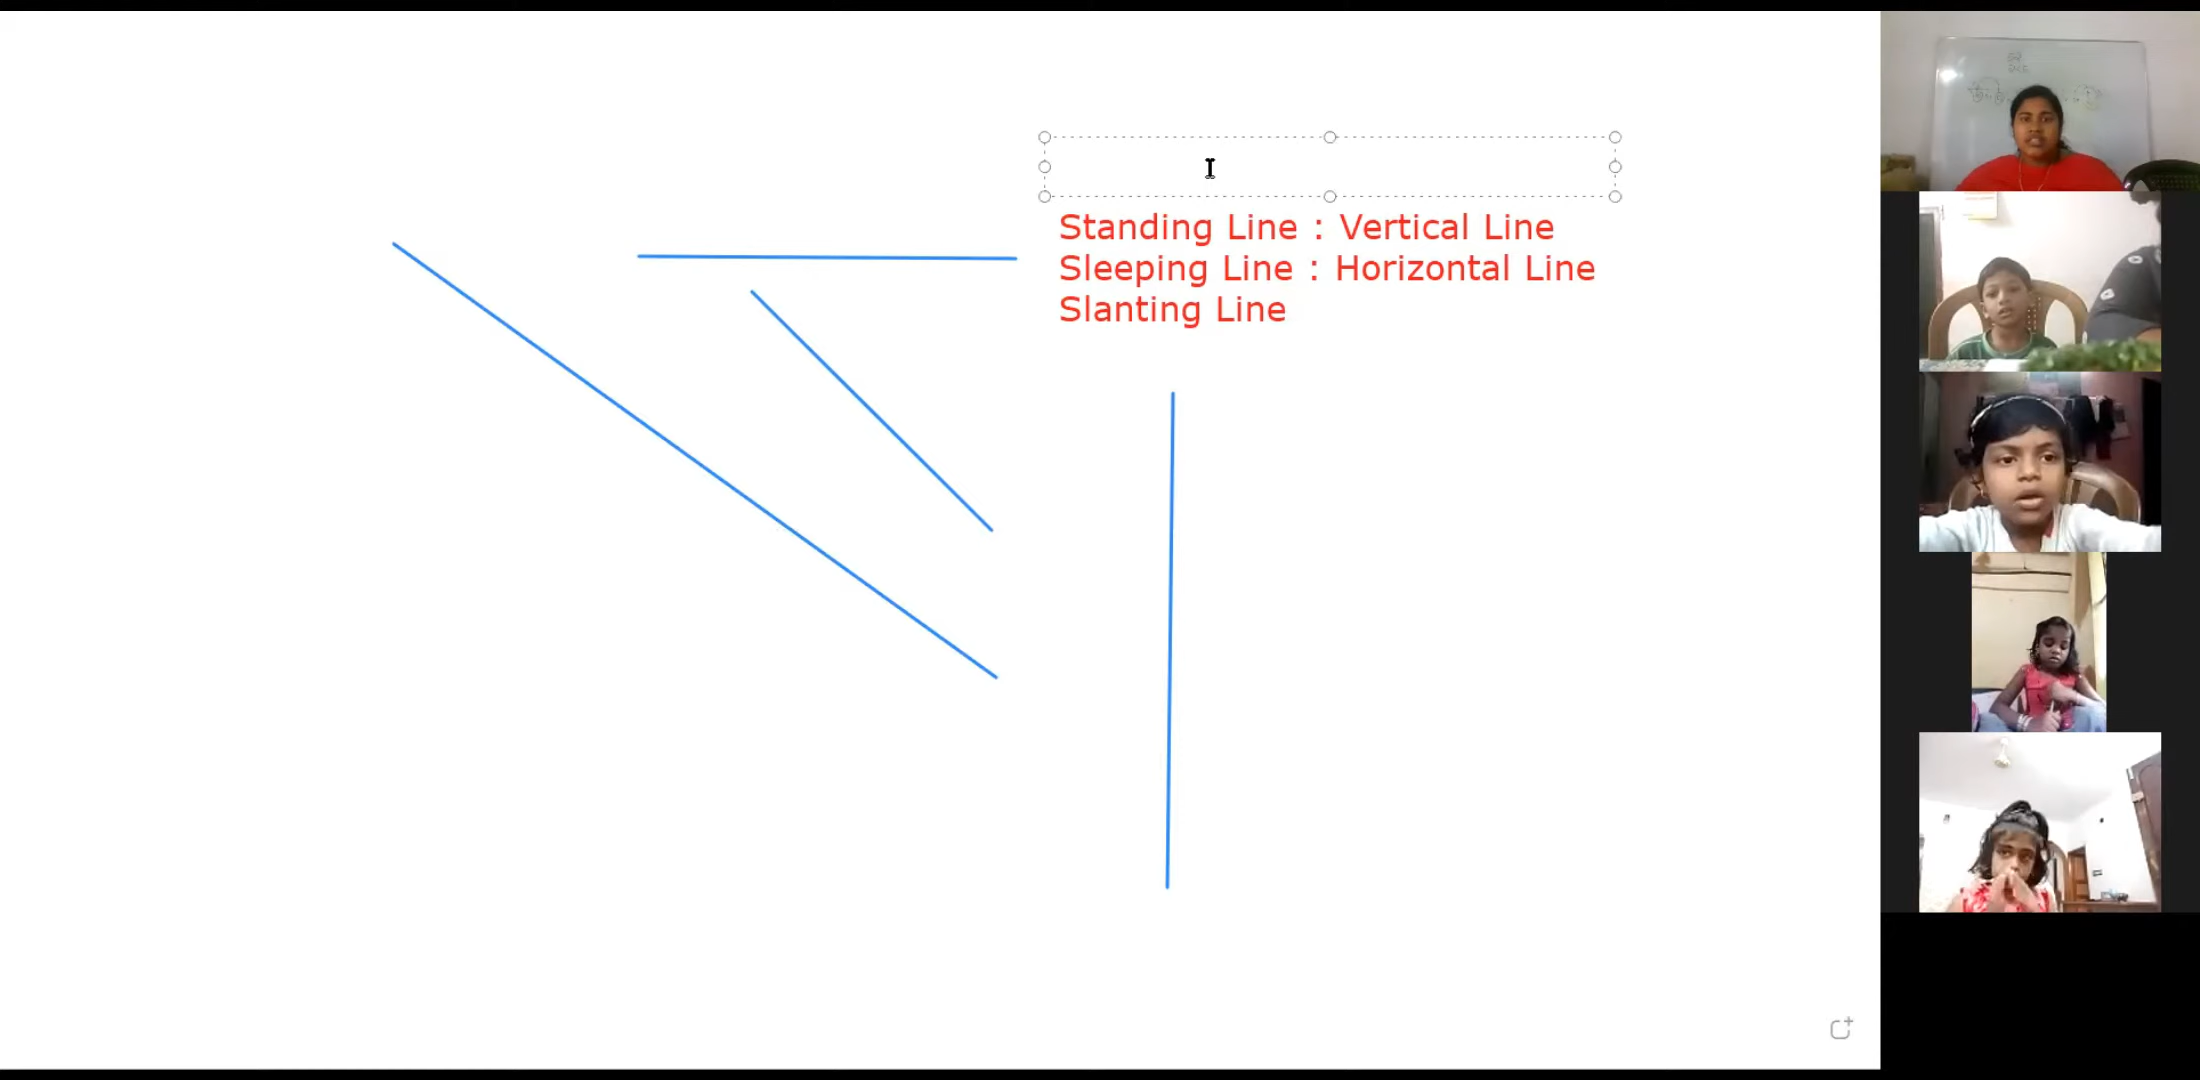 Standing Line : Vertical Line
Sleeping Line : Horizontal Line
Slanting Line